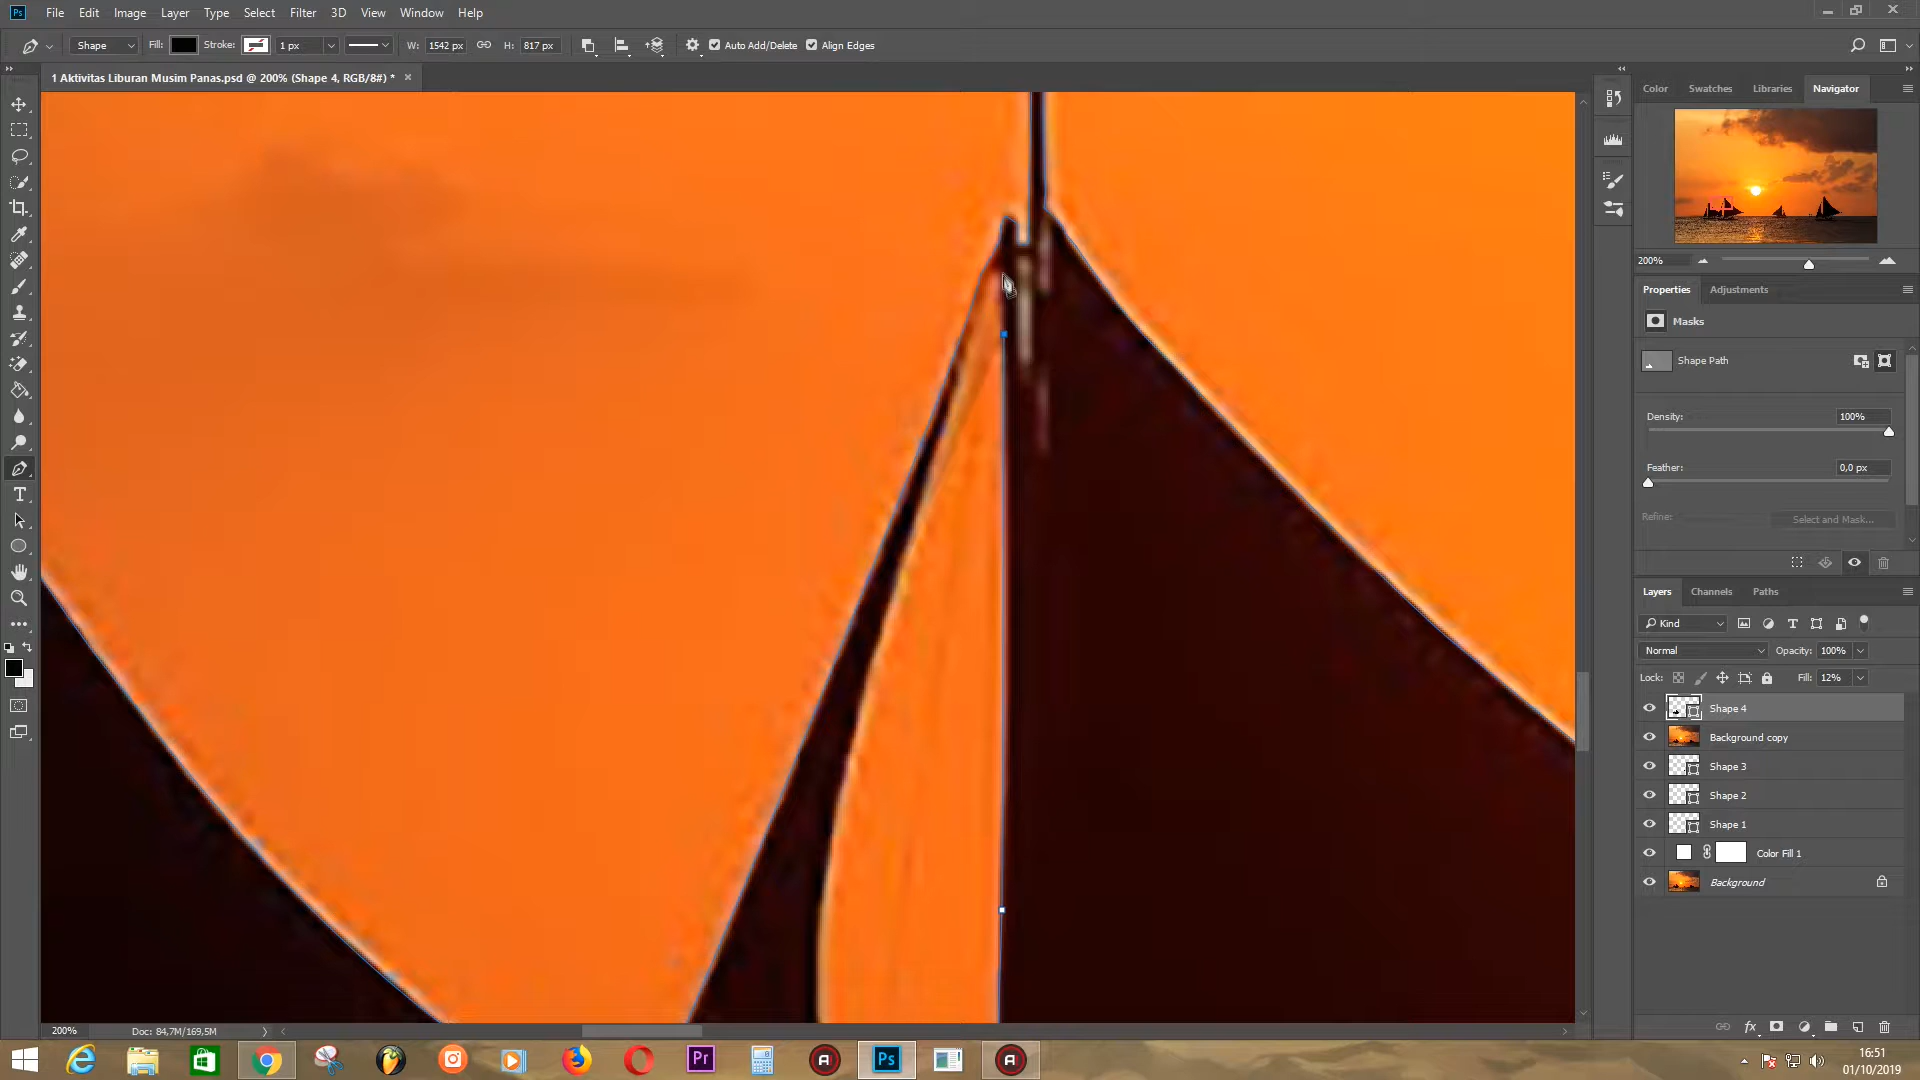 Ps File Edit Image Layer Type Select Filter 3D View Window Help
Shape Fill: Stroke: 1 px W: 1542 px H: 817 px Auto Add/Delete Align Edges
1 Aktivitas Liburan Musim Panas.psd @ 200% (Shape 4, RGB/8#) * ×
Color Swatches Libraries Navigator
200%
Properties Adjustments
Masks
Shape Path
Density: 100%
Feather: 0,0 px
Refine: Select and Mask...
Layers Channels Paths
Kind
Normal Opacity: 100%
Lock: Fill: 12%
Shape 4
Background copy
Shape 3
Shape 2
Shape 1
Color Fill 1
Background
200% Doc: 84,7M/169,5M
Pr Ps
16:51
01/10/2019